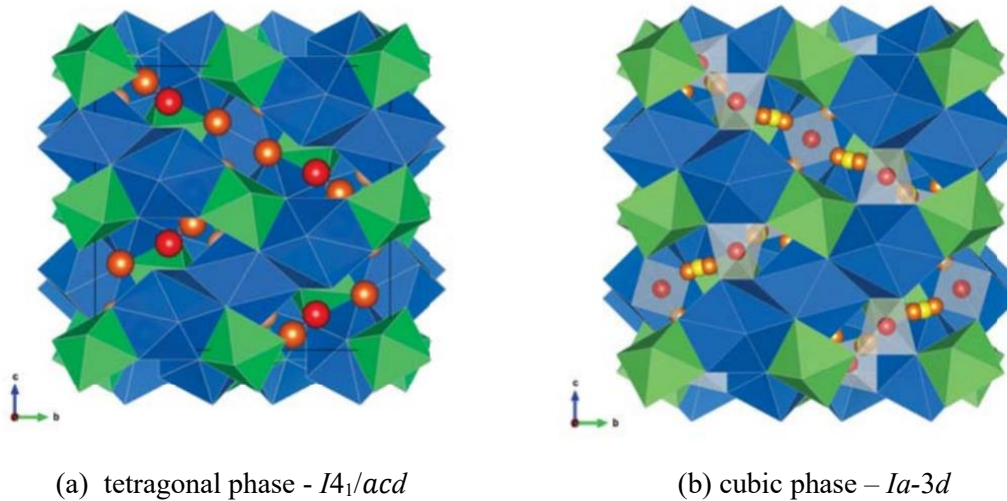 c
b
c
b
(a) tetragonal phase - I4₁/acd
(b) cubic phase – Ia-3d